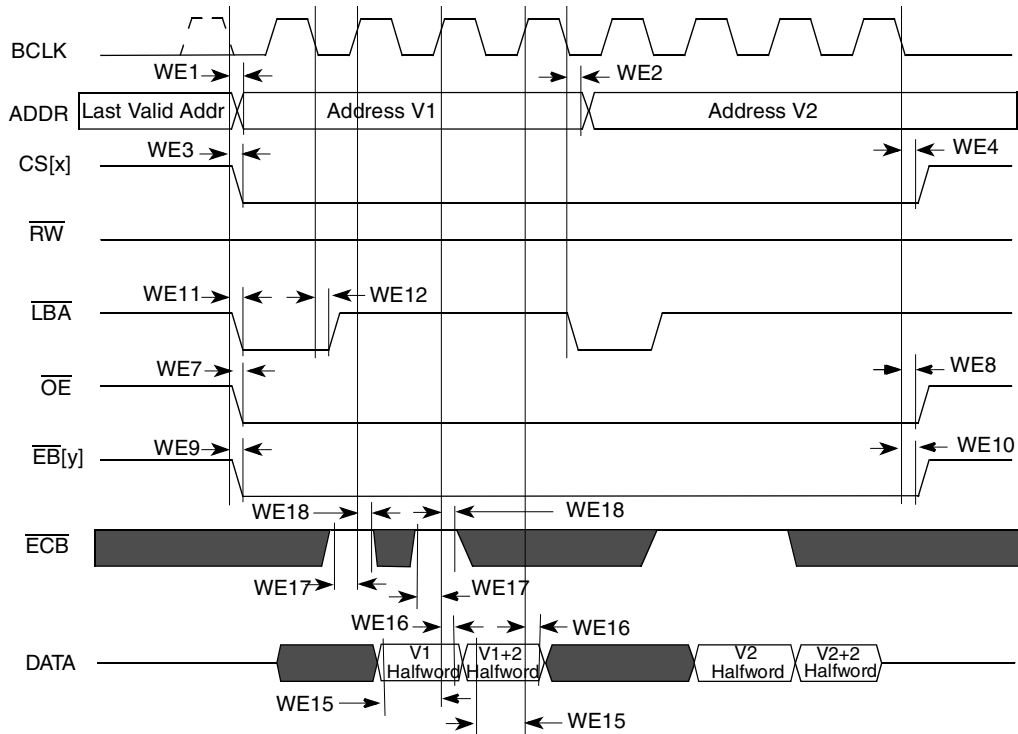 BCLK
WE1
WE2
ADDR
Last Valid Addr
Address V1
Address V2
WE3
WE4
CS[x]
RW
WE11
WE12
LBA
WE7
WE8
OE
WE9
WE10
EB[y]
WE18
WE18
ECB
WE17
WE17
WE16
WE16
DATA
V1
Halfword
V1+2
Halfword
V2
Halfword
V2+2
Halfword
WE15
WE15